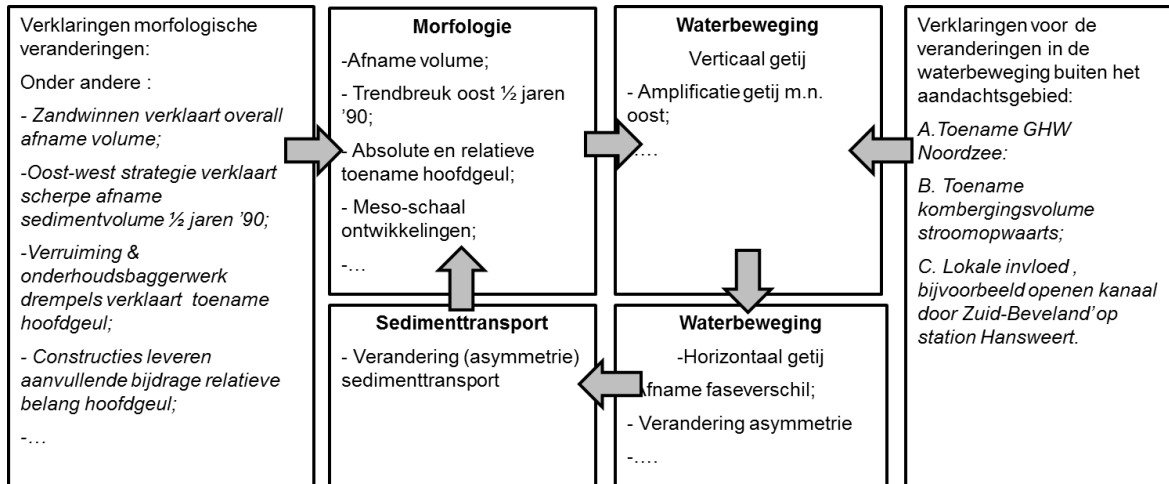 Verklaringen morfologische
veranderingen:
Onder andere :
- Zandwinnen verklaart overall
afname volume;
-Oost-west strategie verklaart
scherpe afname
sedimentvolume ½ jaren ’90;
-Verruiming &
onderhoudsbaggerwerk
drempels verklaart toename
hoofdgeul;
- Constructies leveren
aanvullende bijdrage relatieve
belang hoofdgeul;
-…
Morfologie
-Afname volume;
- Trendbreuk oost ½ jaren
’90;
- Absolute en relatieve
toename hoofdgeul;
- Meso-schaal
ontwikkelingen;
-…
Waterbeweging
Verticaal getij
- Amplificatie getij m.n.
oost;
-….
Verklaringen voor de
veranderingen in de
waterbeweging buiten het
aandachtsgebied:
A.Toename GHW
Noordzee:
B. Toename
kombergingsvolume
stroomopwaarts;
C. Lokale invloed ,
bijvoorbeeld openen kanaal
door Zuid-Beveland’ op
station Hansweert.
Sedimenttransport
- Verandering (asymmetrie)
sedimenttransport
Waterbeweging
-Horizontaal getij
Afname faseverschil;
- Verandering asymmetrie
-….